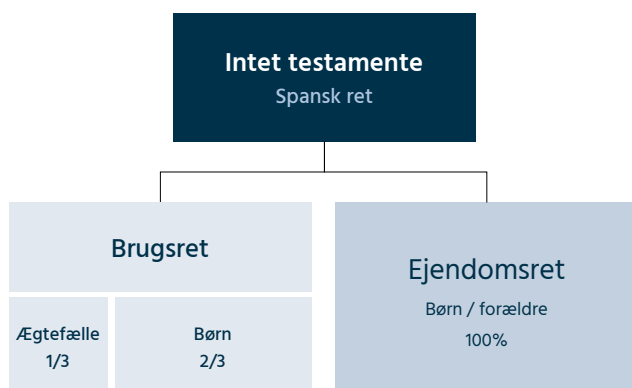 Intet testamente
Spansk ret
Brugsret
Ægtefælle
1/3
Børn
2/3
Ejendomsret
Børn / forældre
100%